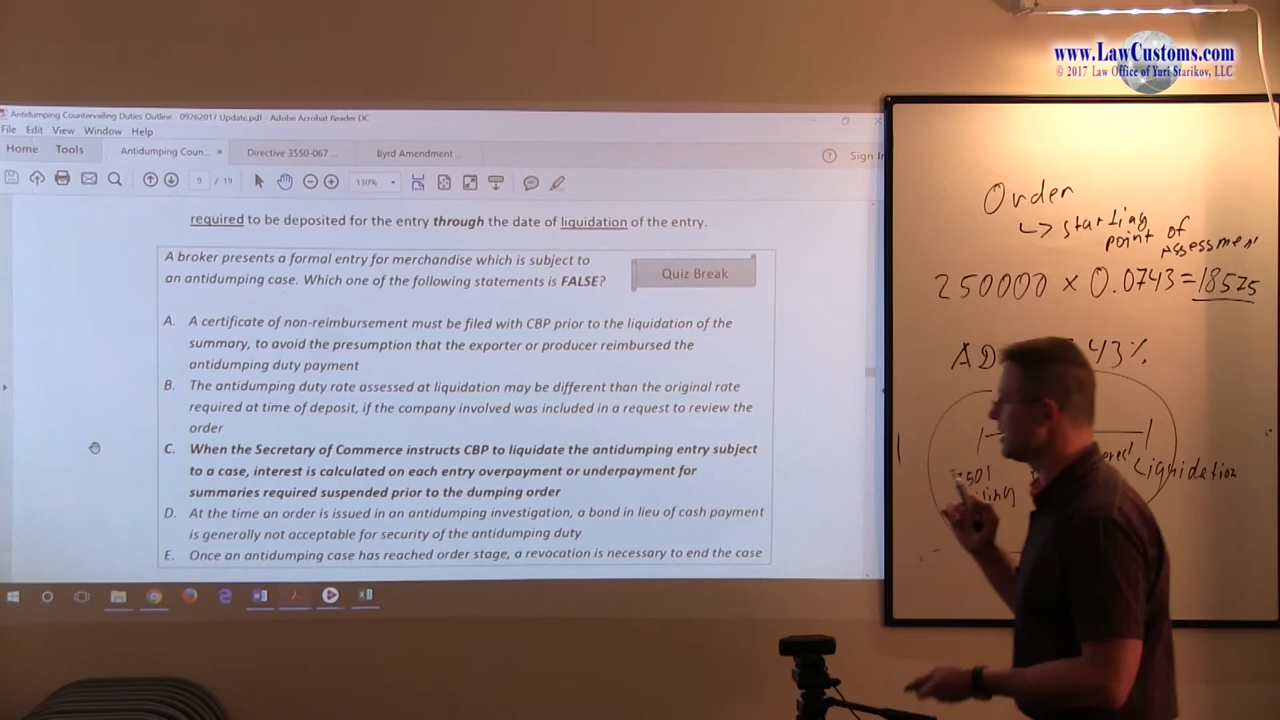 www.LawCustoms.com
© 2017 Law Office of Yuri Starikov, LLC
Antidumping Countervailing Duties Outline - 09262017 Update.pdf - Adobe Acrobat Reader DC
File Edit View Window Help
Home Tools Antidumping Coun... × Directive 3550-067 ... Byrd Amendment ... Sign In
9 / 19 130%
required to be deposited for the entry through the date of liquidation of the entry.
A broker presents a formal entry for merchandise which is subject to
an antidumping case. Which one of the following statements is FALSE?
Quiz Break
A. A certificate of non-reimbursement must be filed with CBP prior to the liquidation of the
summary, to avoid the presumption that the exporter or producer reimbursed the
antidumping duty payment
B. The antidumping duty rate assessed at liquidation may be different than the original rate
required at time of deposit, if the company involved was included in a request to review the
order
C. When the Secretary of Commerce instructs CBP to liquidate the antidumping entry subject
to a case, interest is calculated on each entry overpayment or underpayment for
summaries required suspended prior to the dumping order
D. At the time an order is issued in an antidumping investigation, a bond in lieu of cash payment
is generally not acceptable for security of the antidumping duty
E. Once an antidumping case has reached order stage, a revocation is necessary to end the case
Order
↳ starting
point of
Assessment
250000 × 0.0743 = 18575
AD 43%
Liquidation